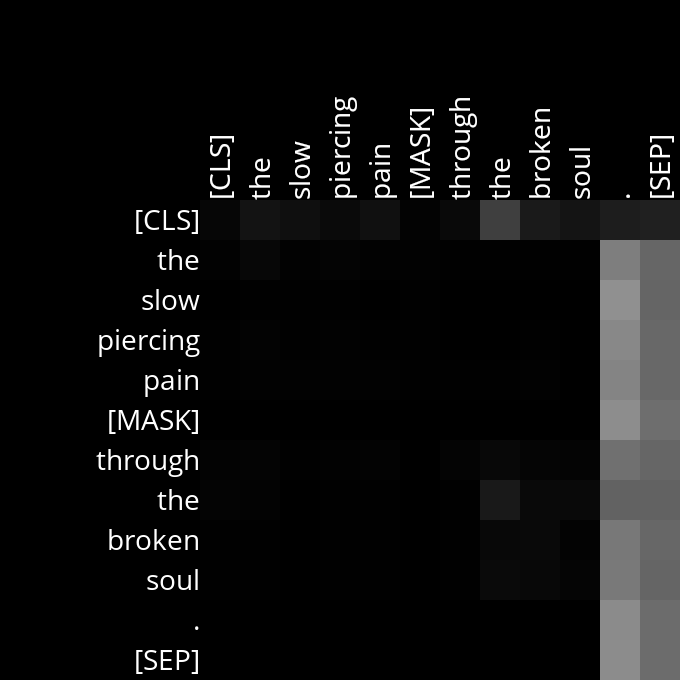 [CLS] the slow piercing pain [MASK] through the broken soul . [SEP]
[CLS]
the
slow
piercing
pain
[MASK]
through
the
broken
soul
.
[SEP]